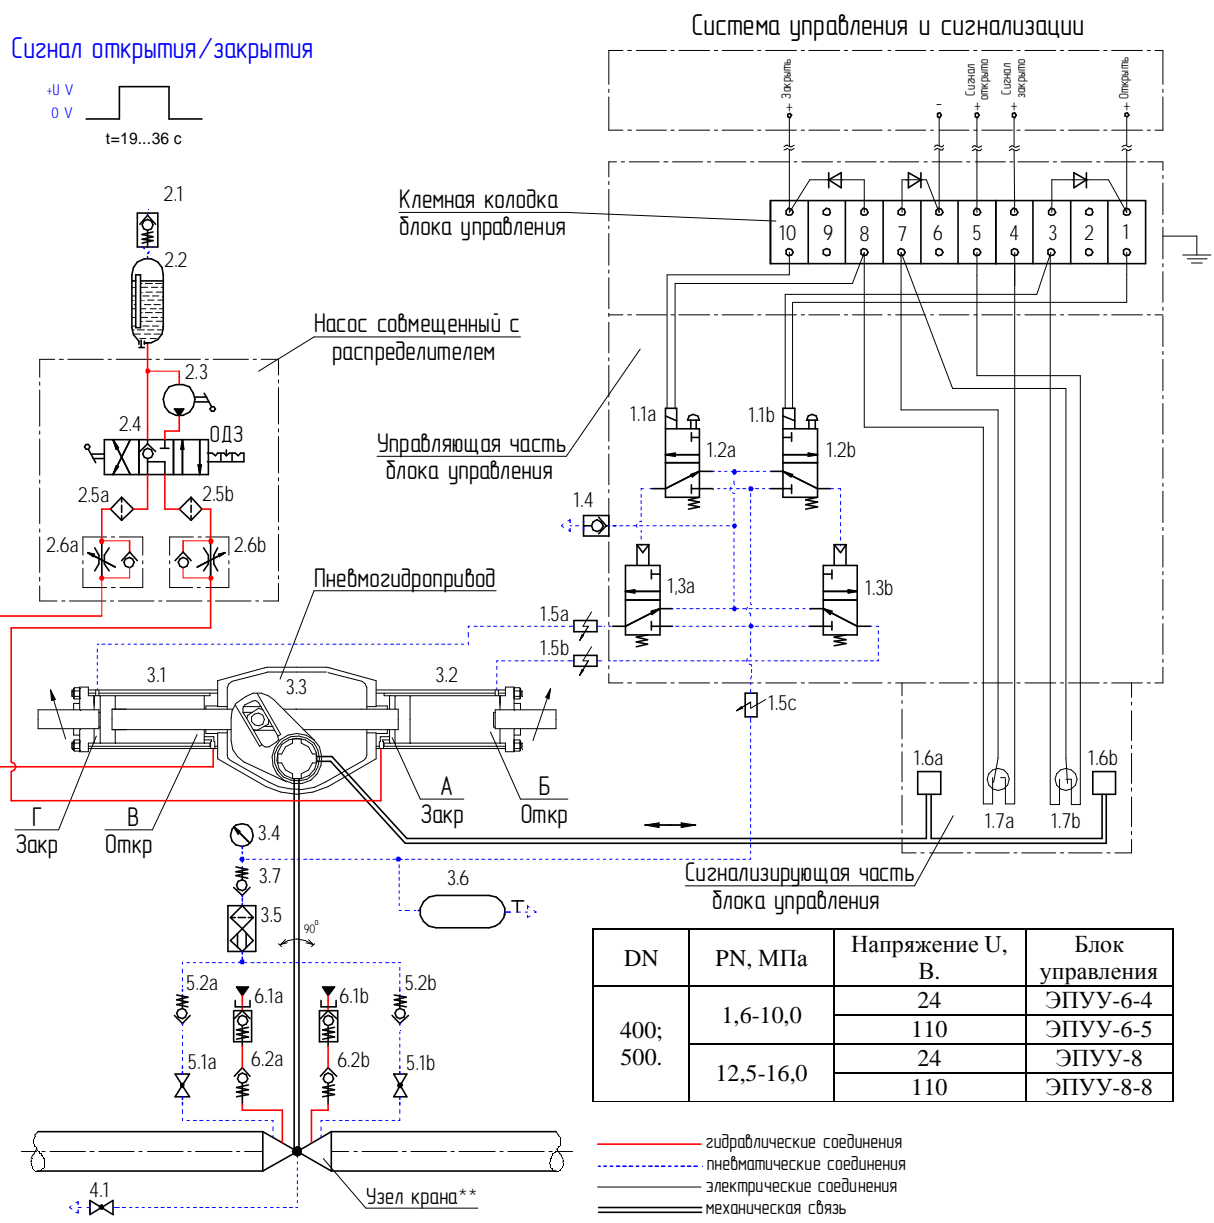 Система управления и сигнализации
Сигнал открытия/закрытия
+U V
0 V
t=19...36 с
+ Закрыть
-
+ Сигнал открыто
+ Сигнал закрыто
+ Открыть
Клемная колодка
блока управления
10 9 8 7 6 5 4 3 2 1
2.1
2.2
Насос совмещенный с
распределителем
2.3
2.4
ОДЗ
2.5a
2.5b
2.6a
2.6b
Управляющая часть
блока управления
1.1a
1.1b
1.2a
1.2b
1.4
1,3a
1.3b
1.5a
1.5b
1.5c
Пневмогидропривод
3.1
3.3
3.2
Г
Закр
В
Откр
А
Закр
Б
Откр
1.6a
1.6b
1.7a
1.7b
Сигнализирующая часть
блока управления
3.4
3.7
3.5
3.6
90°
5.2a
6.1a
6.1b
5.2b
5.1a
6.2a
6.2b
5.1b
4.1
Узел крана**
DN PN, МПа Напряжение U, В. Блок управления
400; 500. 1,6-10,0 24 ЭПУУ-6-4
110 ЭПУУ-6-5
12,5-16,0 24 ЭПУУ-8
110 ЭПУУ-8-8
гидравлические соединения
пневматические соединения
электрические соединения
механическая связь